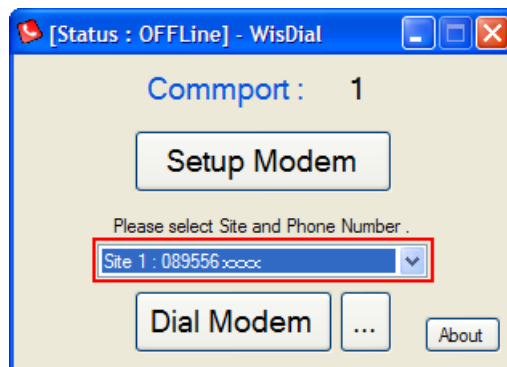 [Status : OFFLine] - WisDial
Commport : 1
Setup Modem
Please select Site and Phone Number .
Site 1 : 089556xxxx
Dial Modem ... About